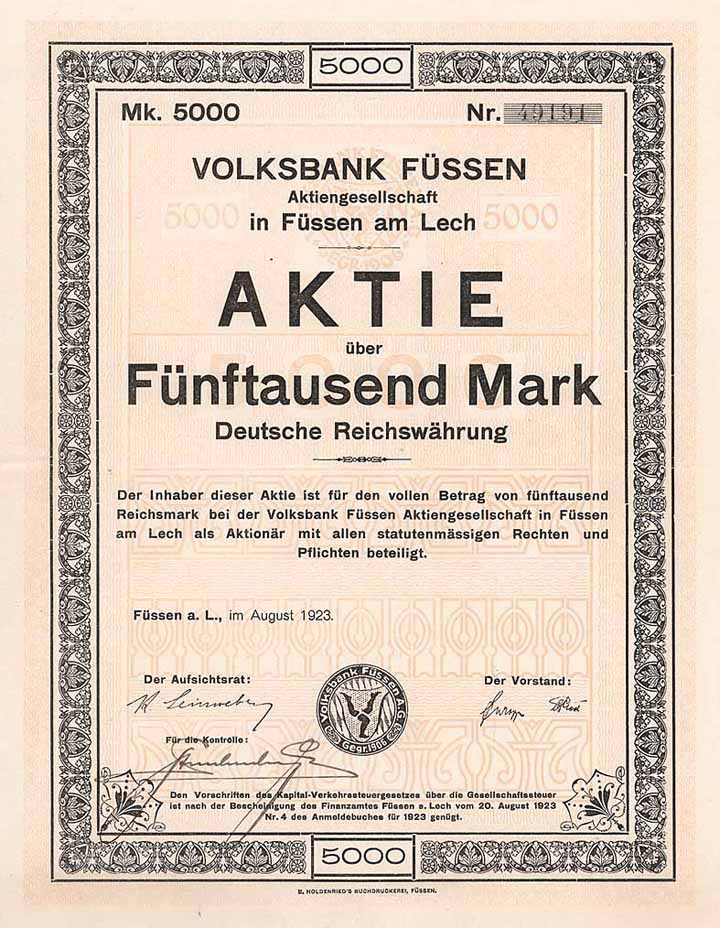 5000
Mk. 5000 Nr. 49191
VOLKSBANK FÜSSEN
Aktiengesellschaft
5000 5000
in Füssen am Lech
GEGR. 1906
AKTIE
über
Fünftausend Mark
Deutsche Reichswährung
Der Inhaber dieser Aktie ist für den vollen Betrag von fünftausend
Reichsmark bei der Volksbank Füssen Aktiengesellschaft in Füssen
am Lech als Aktionär mit allen statutenmässigen Rechten und
Pflichten beteiligt.
Füssen a. L., im August 1923.
Der Aufsichtsrat: Der Vorstand:
Volksbank Füssen A.G.
Gegr. 1906
Für die Kontrolle:
Den Vorschriften des Kapital-Verkehrssteuergesetzes über die Gesellschaftssteuer
ist nach der Bescheinigung des Finanzamtes Füssen a. Lech vom 20. August 1923
Nr. 4 des Anmeldebuches für 1923 genügt.
5000
B. HOLDENRIED'S BUCHDRUCKEREI, FÜSSEN.